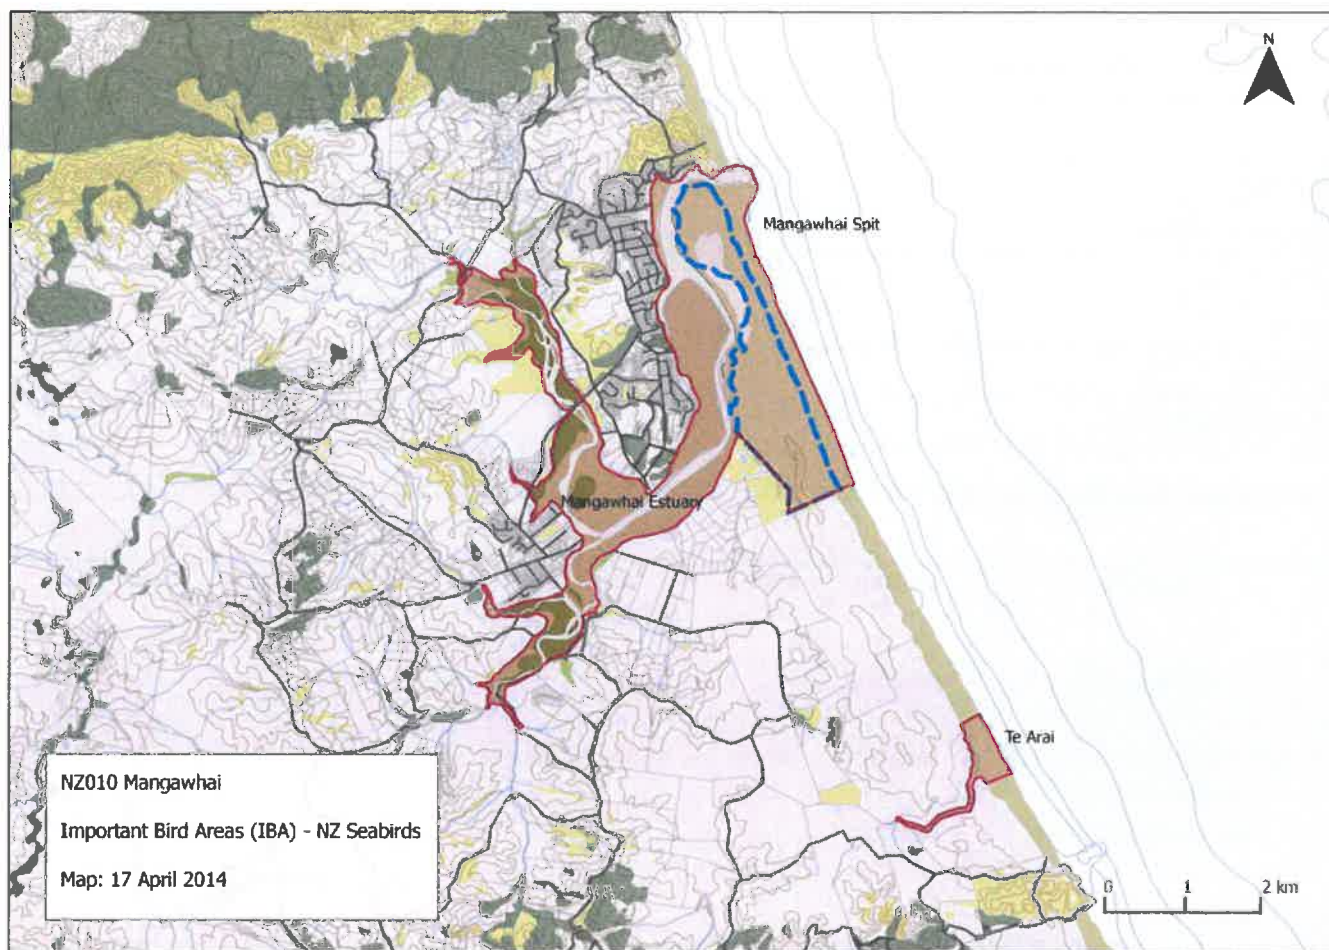 N
Mangawhai Spit
Mangawhai Estuary
Te Arai
NZ010 Mangawhai
Important Bird Areas (IBA) - NZ Seabirds
Map: 17 April 2014
0 1 2 km